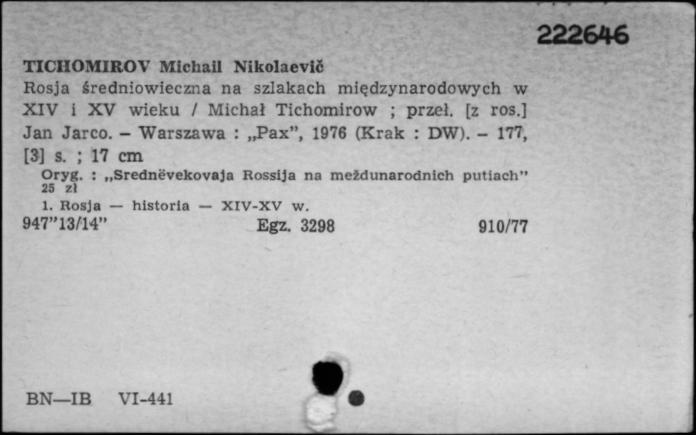 222646
TICHOMIROV Michail Nikolaevič
Rosja średniowieczna na szlakach międzynarodowych w
XIV i XV wieku / Michał Tichomirow ; przeł. [z ros.]
Jan Jarco. — Warszawa : „Pax”, 1976 (Krak : DW). — 177,
[3] s. ; 17 cm
Oryg. : „Srednëvekovaja Rossija na meždunarodnich putiach”
25 zł
1. Rosja — historia — XIV-XV w.
947”13/14” Egz. 3298 910/77
BN—IB VI-441